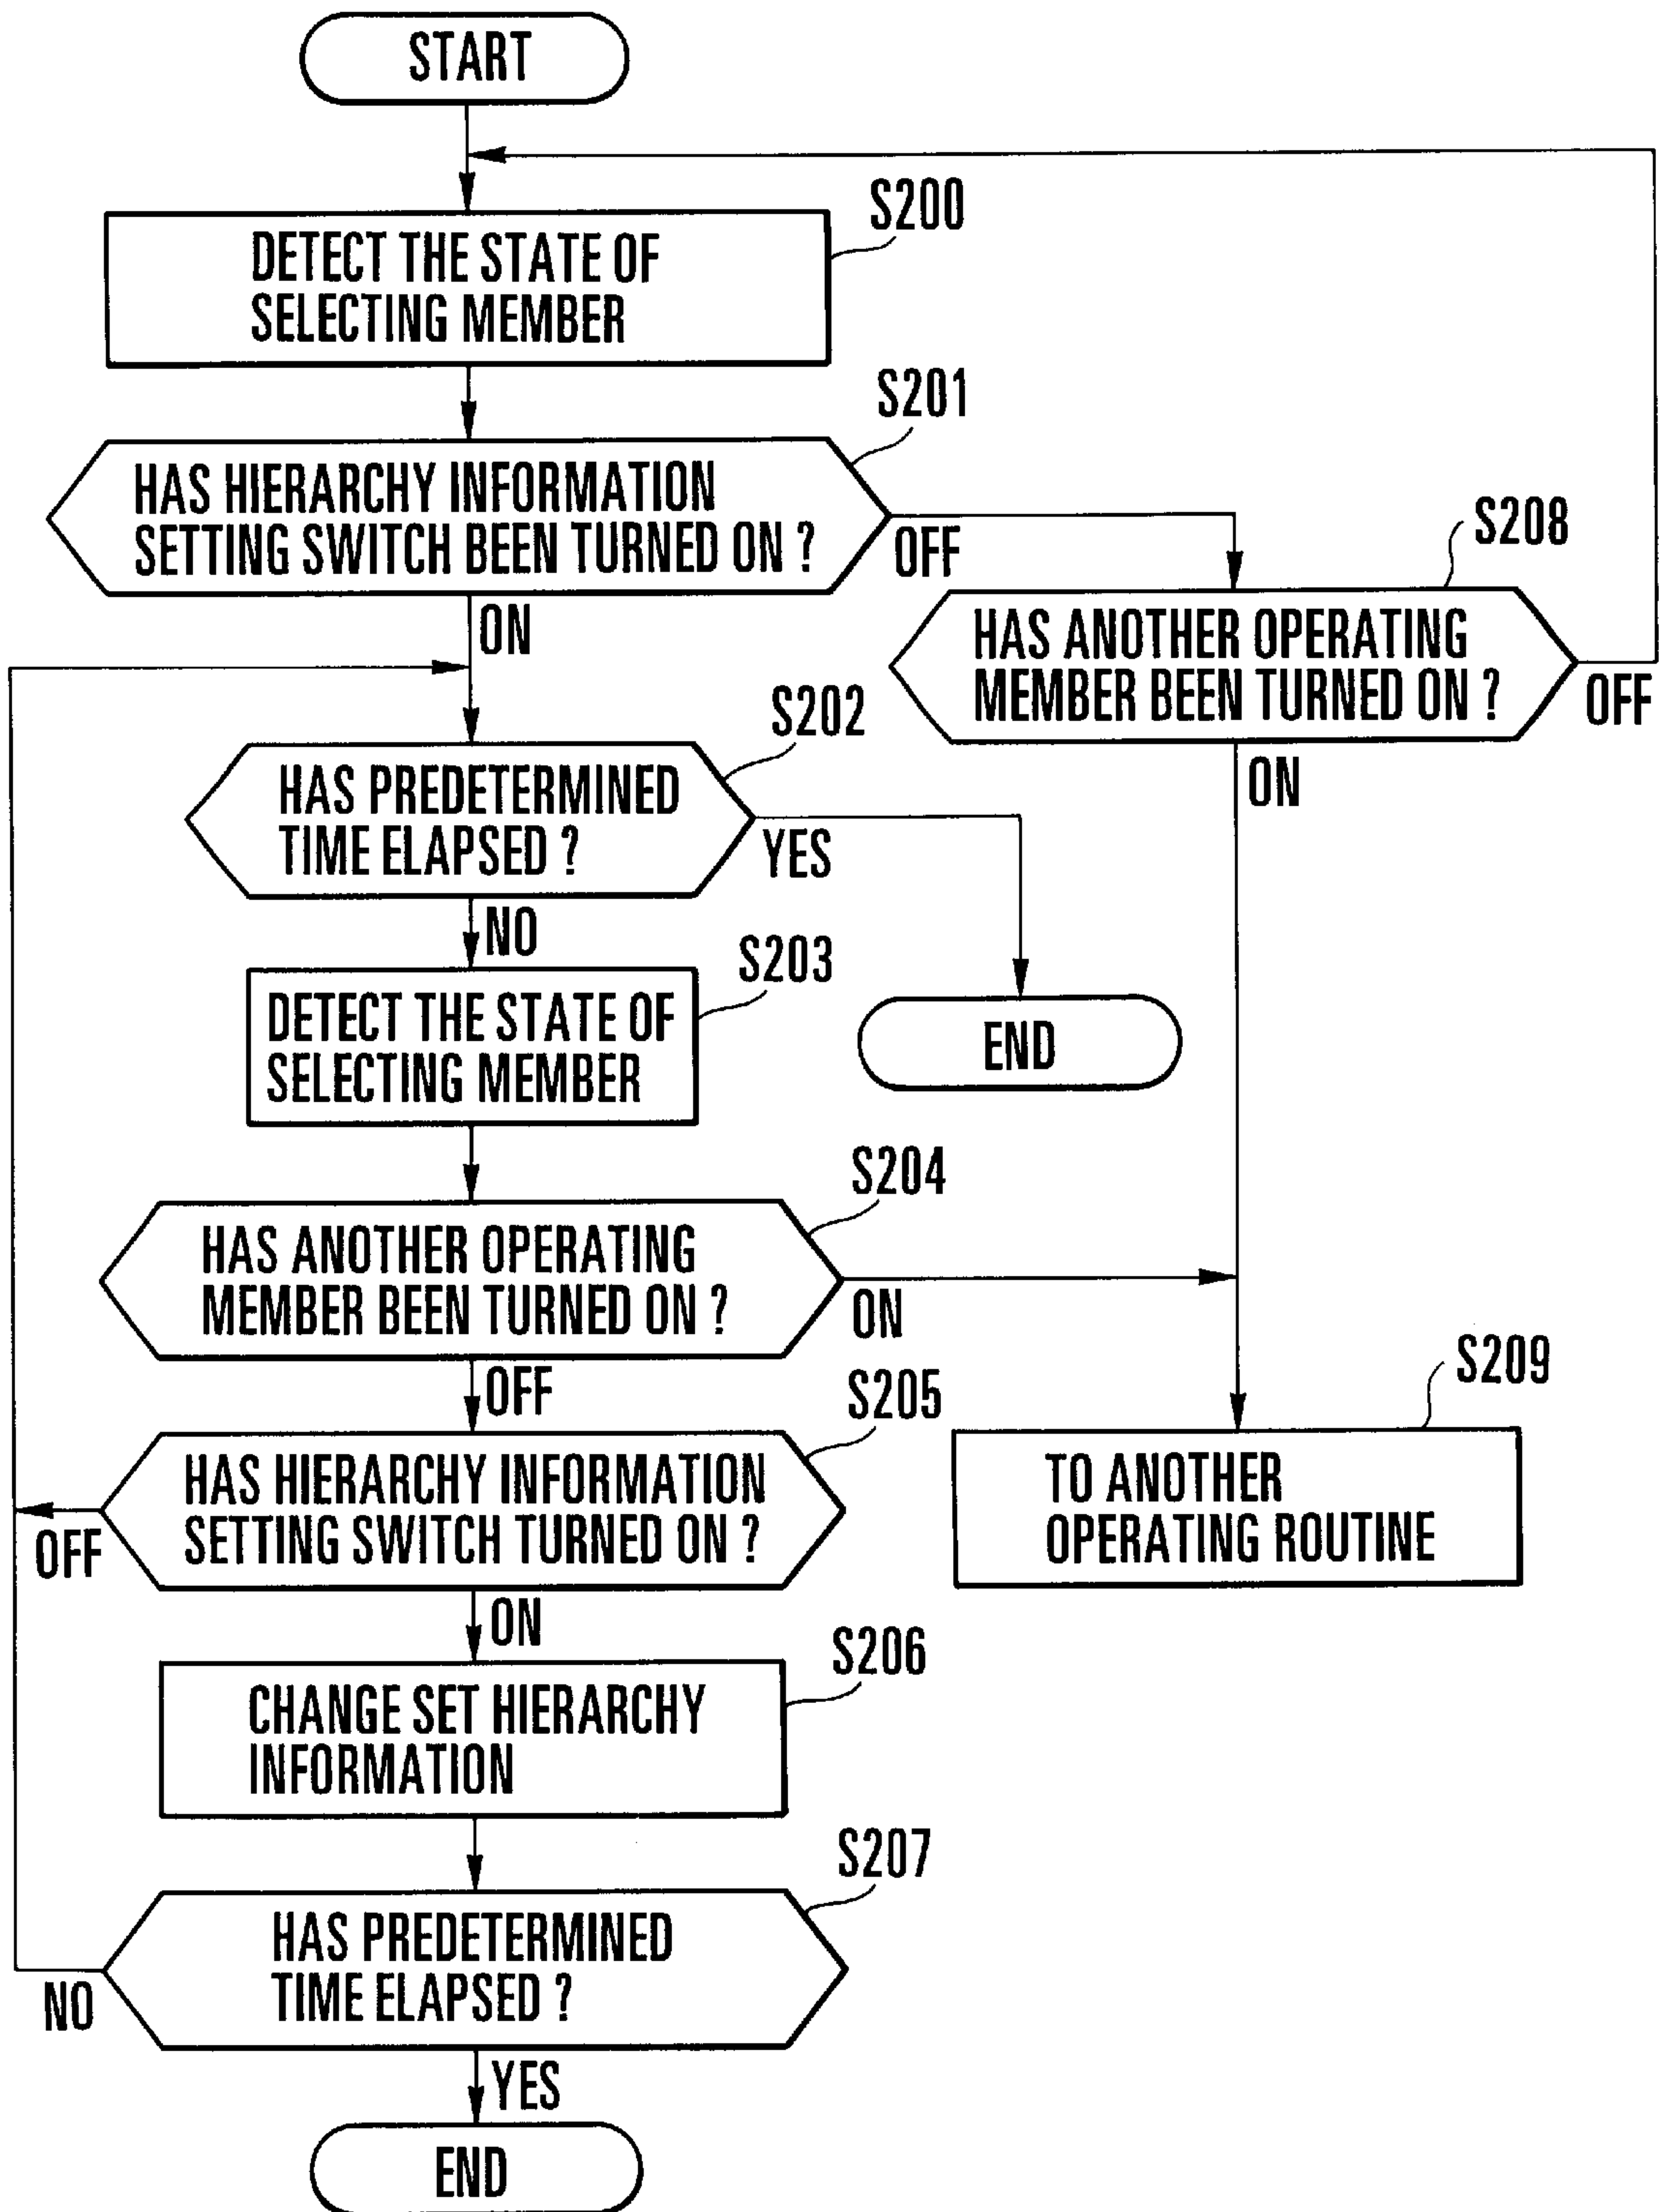 START
S200
DETECT THE STATE OF
SELECTING MEMBER
S201
HAS HIERARCHY INFORMATION
SETTING SWITCH BEEN TURNED ON ?
OFF
ON
S208
HAS ANOTHER OPERATING
MEMBER BEEN TURNED ON ?
OFF
ON
S202
HAS PREDETERMINED
TIME ELAPSED ?
YES
NO
END
S203
DETECT THE STATE OF
SELECTING MEMBER
S204
HAS ANOTHER OPERATING
MEMBER BEEN TURNED ON ?
ON
OFF
S205
HAS HIERARCHY INFORMATION
SETTING SWITCH TURNED ON ?
OFF
ON
S209
TO ANOTHER
OPERATING ROUTINE
S206
CHANGE SET HIERARCHY
INFORMATION
S207
HAS PREDETERMINED
TIME ELAPSED ?
NO
YES
END